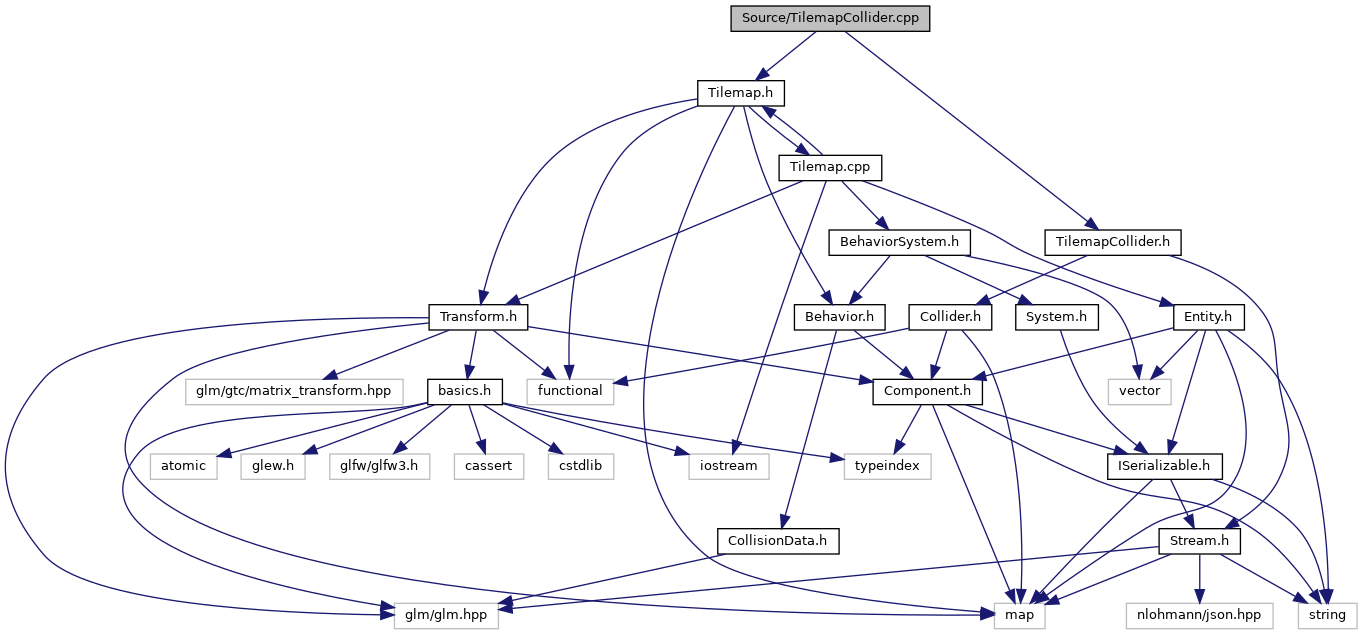 Source/TilemapCollider.cpp
Tilemap.h
Tilemap.cpp
BehaviorSystem.h
TilemapCollider.h
Transform.h
Behavior.h
Collider.h
System.h
Entity.h
glm/gtc/matrix_transform.hpp
basics.h
functional
Component.h
vector
atomic
glew.h
glfw/glfw3.h
cassert
cstdlib
iostream
typeindex
ISerializable.h
CollisionData.h
Stream.h
glm/glm.hpp
map
nlohmann/json.hpp
string